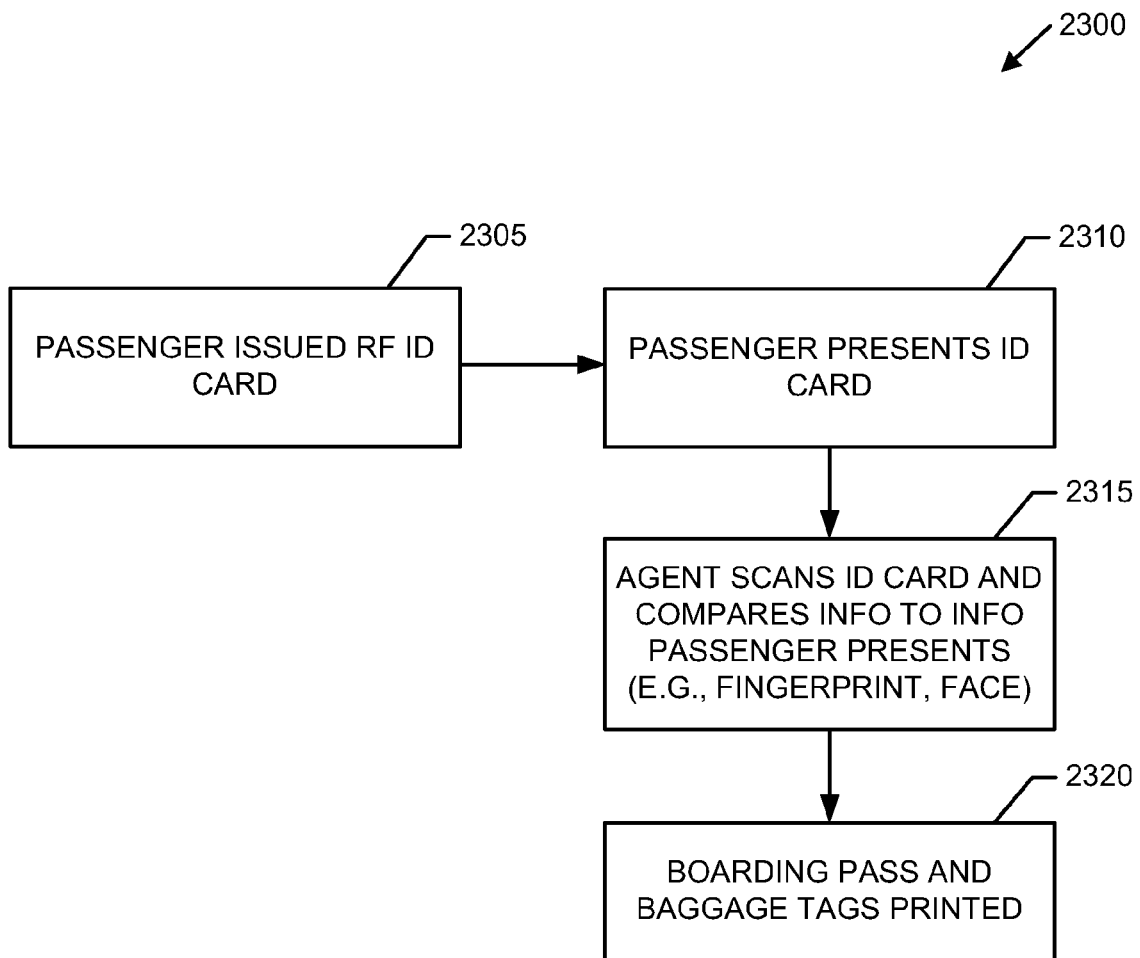 2300
2305
PASSENGER ISSUED RF ID
CARD
2310
PASSENGER PRESENTS ID
CARD
2315
AGENT SCANS ID CARD AND
COMPARES INFO TO INFO
PASSENGER PRESENTS
(E.G., FINGERPRINT, FACE)
2320
BOARDING PASS AND
BAGGAGE TAGS PRINTED